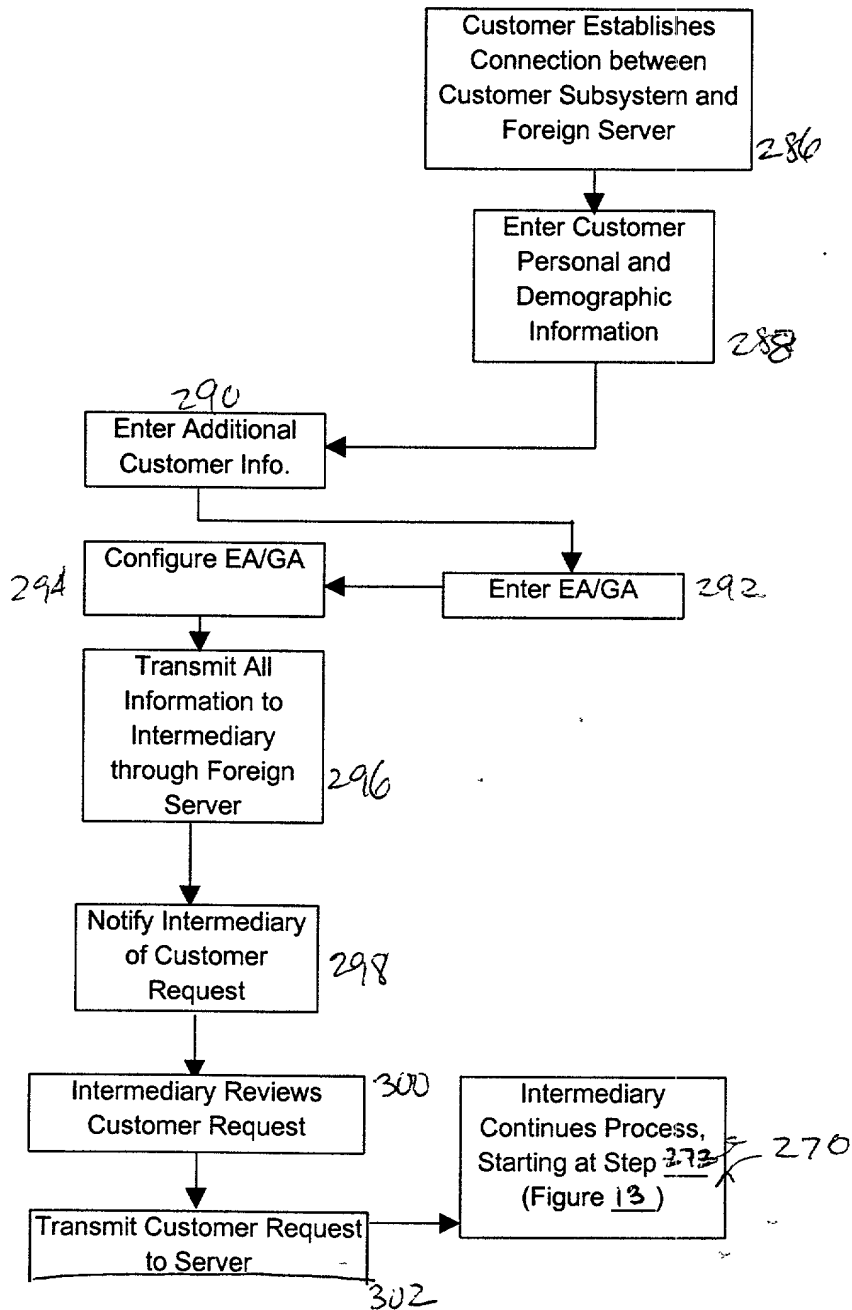 Customer Establishes
Connection between
Customer Subsystem and
Foreign Server
286
Enter Customer
Personal and
Demographic
Information
288
290
Enter Additional
Customer Info.
294
Configure EA/GA
Enter EA/GA
292
Transmit All
Information to
Intermediary
through Foreign
Server
296
Notify Intermediary
of Customer
Request
298
Intermediary Reviews
Customer Request
300
Transmit Customer Request
to Server
302
Intermediary
Continues Process,
Starting at Step 272
(Figure 13)
270